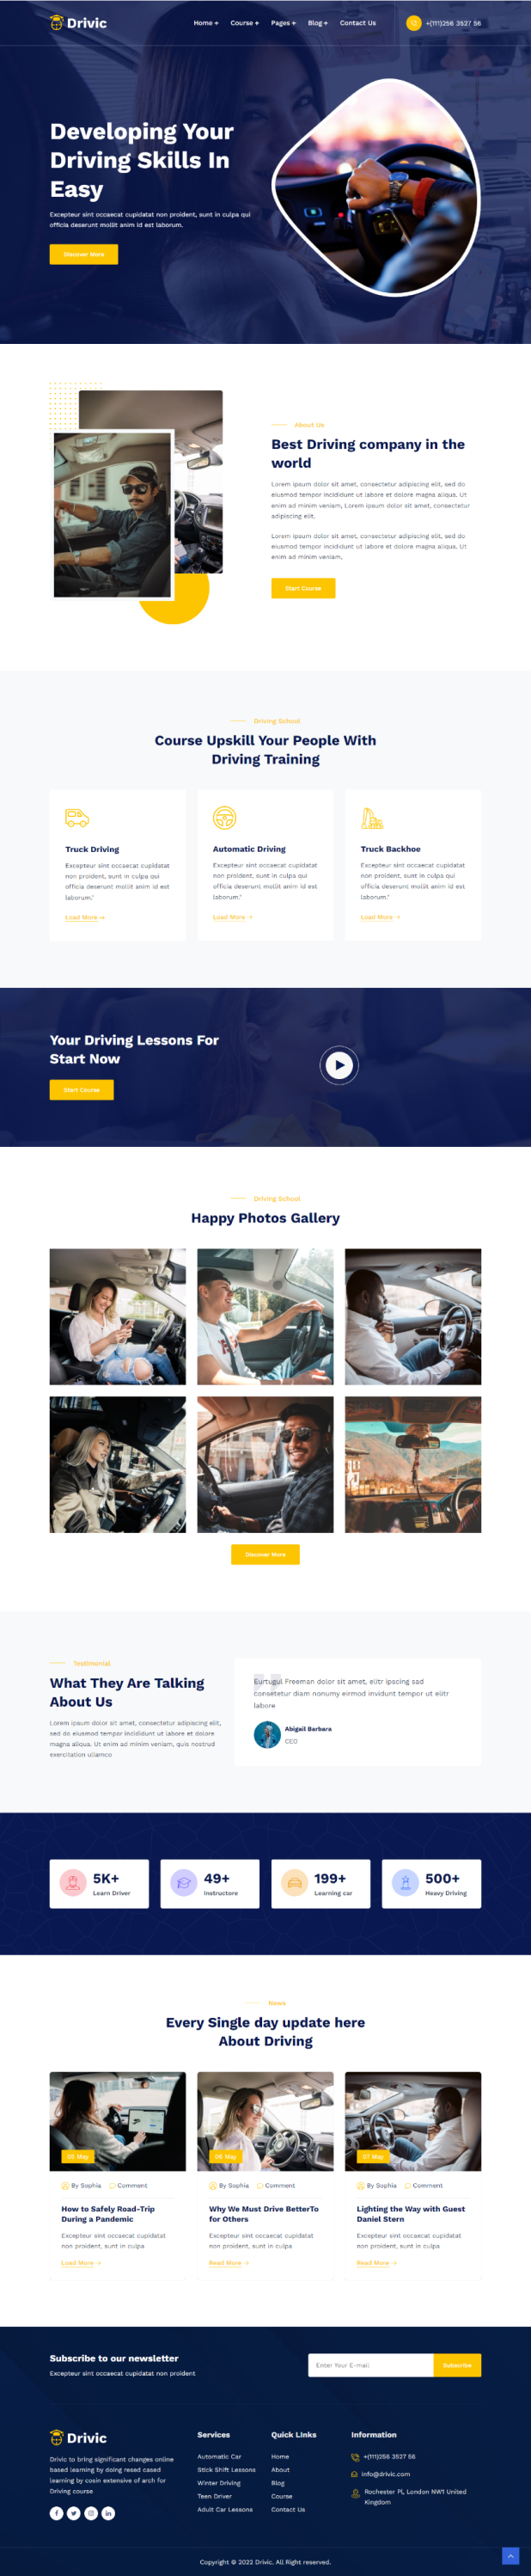 Drivic
Home + Course + Pages + Blog + Contact Us
+(111)256 3527 56
Developing Your
Driving Skills In
Easy
Excepteur sint occaecat cupidatat non proident, sunt in culpa qui
officia deserunt mollit anim id est laborum.
Discover More
About Us
Best Driving company in the
world
Lorem ipsum dolor sit amet, consectetur adipiscing elit, sed do
eiusmod tempor incididunt ut labore et dolore magna aliqua. Ut
enim ad minim veniam, Lorem ipsum dolor sit amet, consectetur
adipiscing elit.
Lorem ipsum dolor sit amet, consectetur adipiscing elit, sed do
eiusmod tempor incididunt ut labore et dolore magna aliqua. Ut
enim ad minim veniam,
Start Course
Driving School
Course Upskill Your People With
Driving Training
Truck Driving
Excepteur sint occaecat cupidatat
non proident, sunt in culpa qui
officia deserunt mollit anim id est
laborum."
Load More →
Automatic Driving
Excepteur sint occaecat cupidatat
non proident, sunt in culpa qui
officia deserunt mollit anim id est
laborum."
Load More →
Truck Backhoe
Excepteur sint occaecat cupidatat
non proident, sunt in culpa qui
officia deserunt mollit anim id est
laborum."
Load More →
Your Driving Lessons For
Start Now
Start Course
Driving School
Happy Photos Gallery
Discover More
Testimonial
What They Are Talking
About Us
Lorem ipsum dolor sit amet, consectetur adipiscing elit,
sed do eiusmod tempor incididunt ut labore et dolore
magna aliqua. Ut enim ad minim veniam, quis nostrud
exercitation ullamco
Eurtugul Freeman dolor sit amet, elitr ipscing sad
consetetur diam nonumy eirmod invidunt tempor ut elitr
labore
Abigail Barbara
CEO
5K+
Learn Driver
49+
Instructore
199+
Learning car
500+
Heavy Driving
News
Every Single day update here
About Driving
05 May
By Sophia Comment
How to Safely Road-Trip
During a Pandemic
Excepteur sint occaecat cupidatat
non proident, sunt in culpa
Load More →
06 May
By Sophia Comment
Why We Must Drive BetterTo
for Others
Excepteur sint occaecat cupidatat
non proident, sunt in culpa
Read More →
07 May
By Sophia Comment
Lighting the Way with Guest
Daniel Stern
Excepteur sint occaecat cupidatat
non proident, sunt in culpa
Read More →
Subscribe to our newsletter
Excepteur sint occaecat cupidatat non proident
Enter Your E-mail
Subscribe
Drivic
Drivic to bring significant changes online
based learning by doing resed cased
learning by cosin extensive of arch for
Driving course
Services
Automatic Car
Stick Shift Lessons
Winter Driving
Teen Driver
Adult Car Lessons
Quick Links
Home
About
Blog
Course
Contact Us
Information
+(111)256 3527 56
info@drivic.com
Rochester PL, London NW1 United
Kingdom
Copyright © 2022 Drivic. All Right reserved.